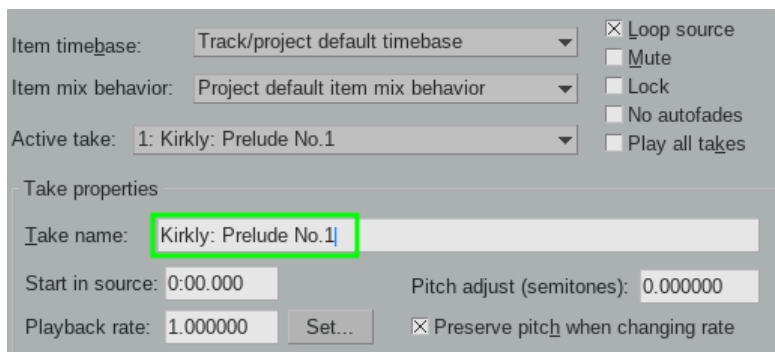 Item timebase: Track/project default timebase
Loop source
Mute
Item mix behavior: Project default item mix behavior
Lock
No autofades
Active take: 1: Kirkly: Prelude No.1
Play all takes
Take properties
Take name: Kirkly: Prelude No.1
Start in source: 0:00.000 Pitch adjust (semitones): 0.000000
Playback rate: 1.000000 Set... Preserve pitch when changing rate